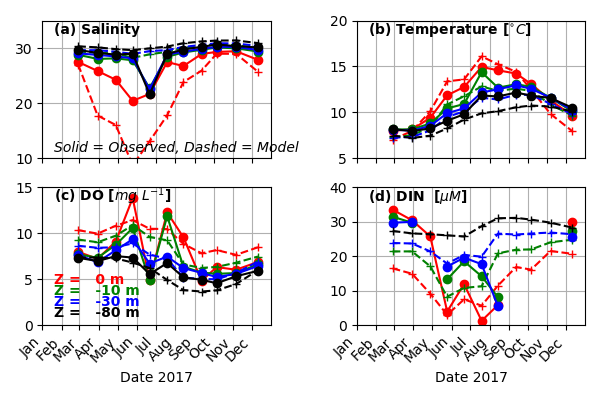 (a) Salinity
30
20
10
Solid = Observed, Dashed = Model
(b) Temperature [°C]
20
15
10
5
(c) DO [mg L⁻¹]
15
10
5
0
Z =   0 m
Z =   -10 m
Z =   -30 m
Z =   -80 m
Jan Feb Mar Apr May Jun Jul Aug Sep Oct Nov Dec
Date 2017
(d) DIN  [μM]
40
30
20
10
0
Jan Feb Mar Apr May Jun Jul Aug Sep Oct Nov Dec
Date 2017